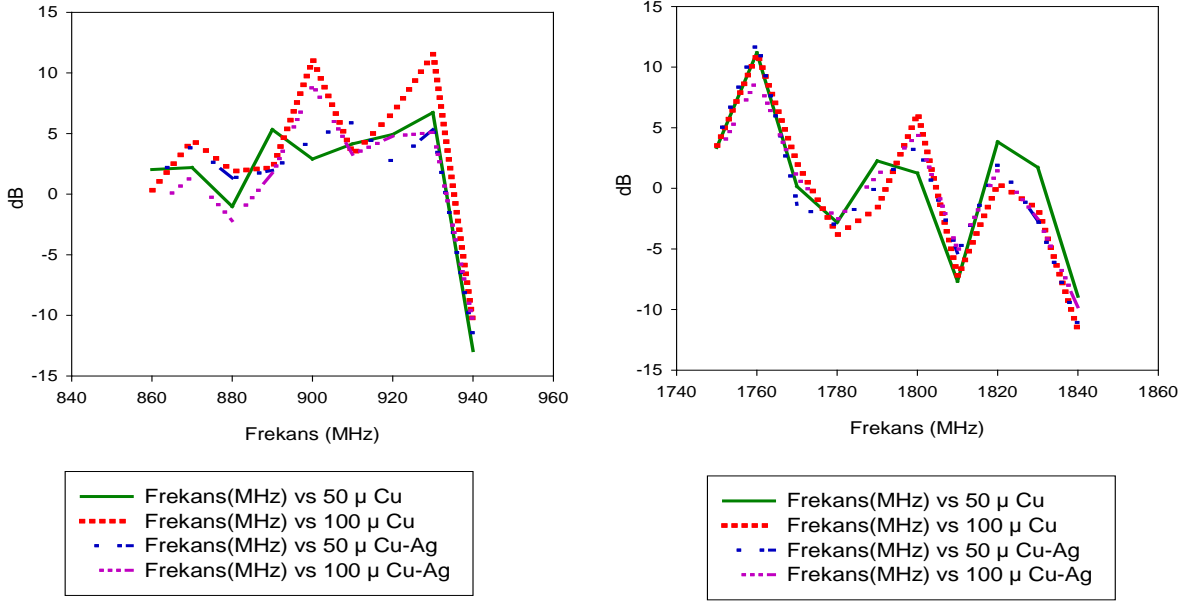 15
10
5
0
-5
-10
-15
dB
840 860 880 900 920 940 960
Frekans (MHz)
Frekans(MHz) vs 50 µ Cu
Frekans(MHz) vs 100 µ Cu
Frekans(MHz) vs 50 µ Cu-Ag
Frekans(MHz) vs 100 µ Cu-Ag
15
10
5
0
-5
-10
-15
dB
1740 1760 1780 1800 1820 1840 1860
Frekans (MHz)
Frekans(MHz) vs 50 µ Cu
Frekans(MHz) vs 100 µ Cu
Frekans(MHz) vs 50 µ Cu-Ag
Frekans(MHz) vs 100 µ Cu-Ag